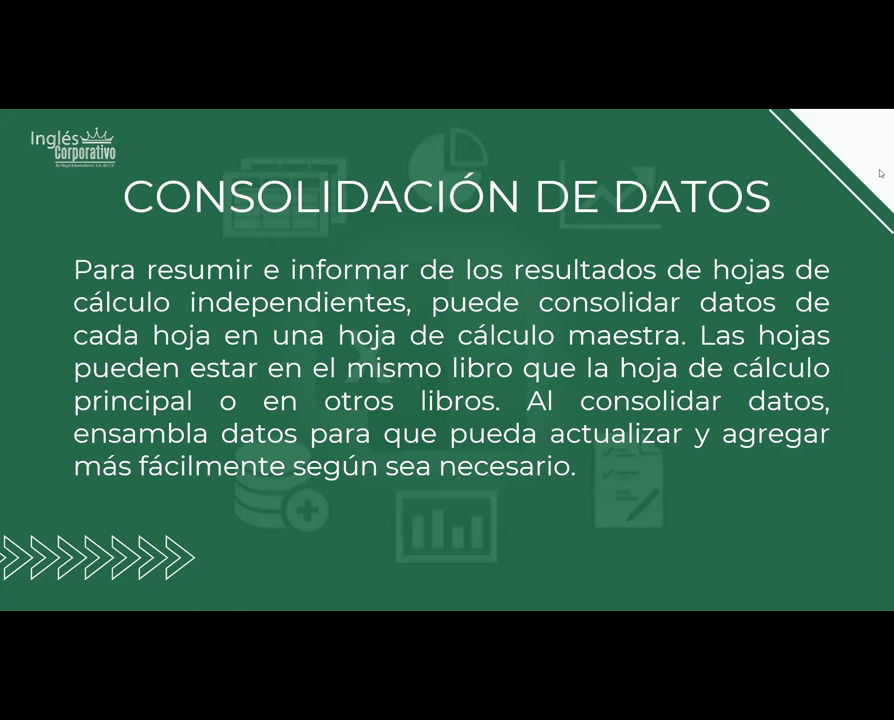 Inglés
Corporativo
CONSOLIDACIÓN DE DATOS
Para resumir e informar de los resultados de hojas de
cálculo independientes, puede consolidar datos de
cada hoja en una hoja de cálculo maestra. Las hojas
pueden estar en el mismo libro que la hoja de cálculo
principal o en otros libros. Al consolidar datos,
ensambla datos para que pueda actualizar y agregar
más fácilmente según sea necesario.